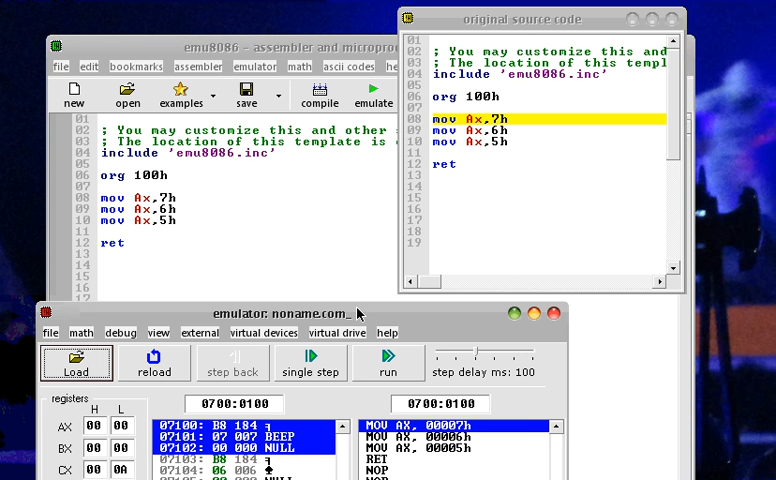 original source code
01
02 ; You may customize this and
03 ; The location of this templ
04 include 'emu8086.inc'
05
06 org 100h
07
08 mov Ax,7h
09 mov Ax,6h
10 mov Ax,5h
11
12 ret
13
14
15
16
17
18
19
emu8086 - assembler and micropro
file edit bookmarks assembler emulator math ascii codes he
new open examples save compile emulate
01
02 ; You may customize this and other
03 ; The location of this template is
04 include 'emu8086.inc'
05
06 org 100h
07
08 mov Ax,7h
09 mov Ax,6h
10 mov Ax,5h
11
12 ret
13
14
15
16
17
emulator: noname.com_
file math debug view external virtual devices virtual drive help
Load reload step back single step run step delay ms: 100
registers
H L
0700:0100 0700:0100
AX 00 00
BX 00 00
CX 00 0A
07100: B8 184 ╕
07101: 07 007 BEEP
07102: 00 000 NULL
07103: B8 184 ╕
07104: 06 006 ♠
MOV AX, 00007h
MOV AX, 00006h
MOV AX, 00005h
RET
NOP
NOP